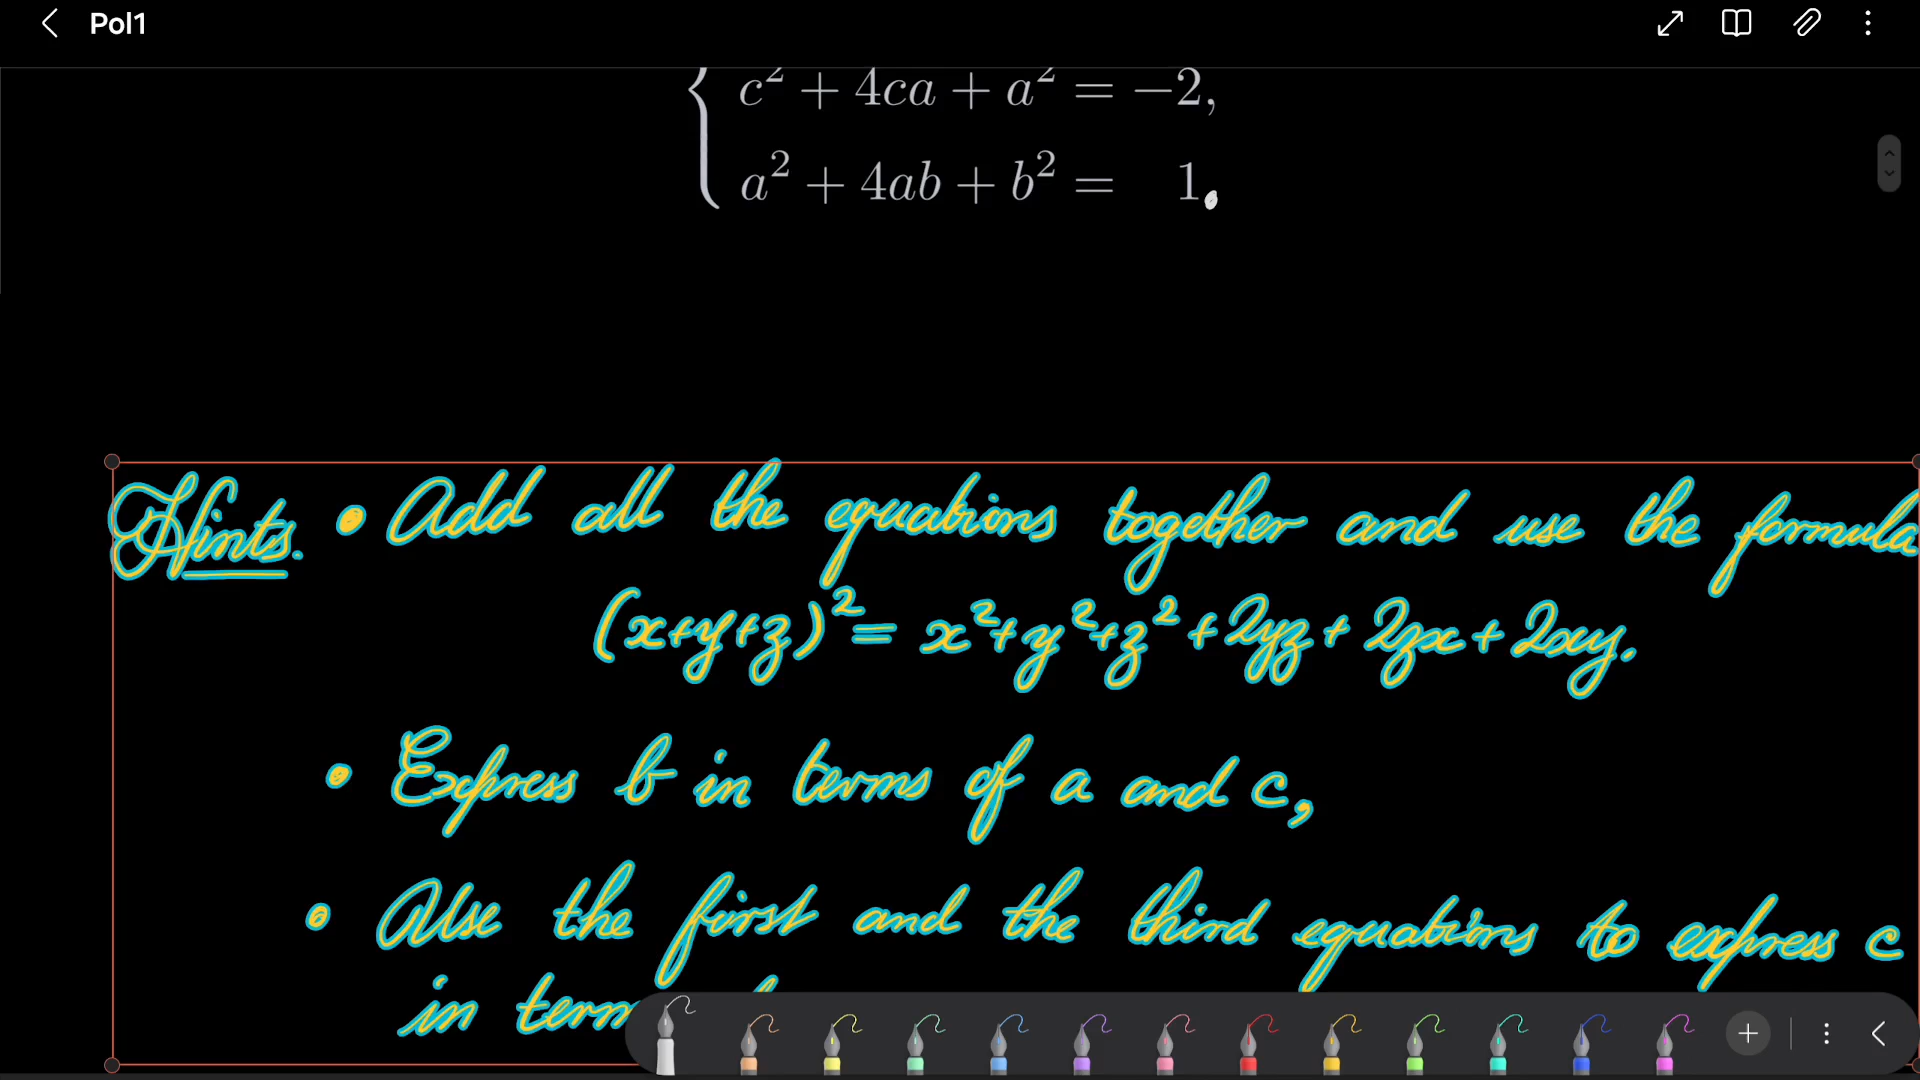 Pol1
c² + 4ca + a² = −2,
a² + 4ab + b² = 1.
Hints. • Add all the equations together and use the formula
(x+y+z)² = x²+y²+z²+2yz+2zx+2xy.
• Express b in terms of a and c,
• Use the first and the third equations to express c
in term